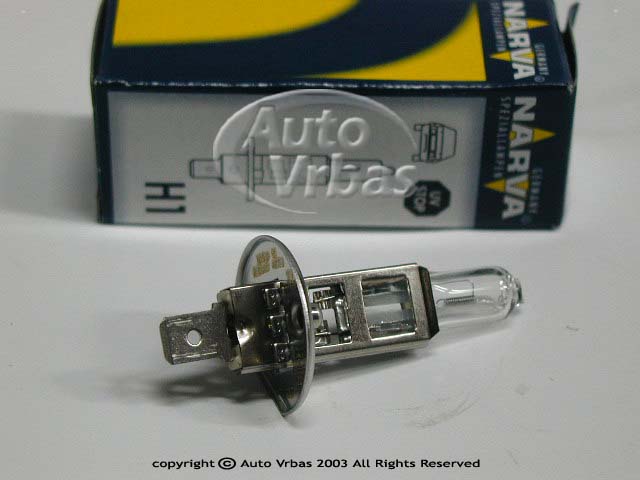 NARVA
GERMANY
SPEZIALLAMPEN
NARVA
GERMANY
SPEZIALLAMPEN
Auto
Vrbas
H1
UV
STOP
copyright © Auto Vrbas 2003 All Rights Reserved